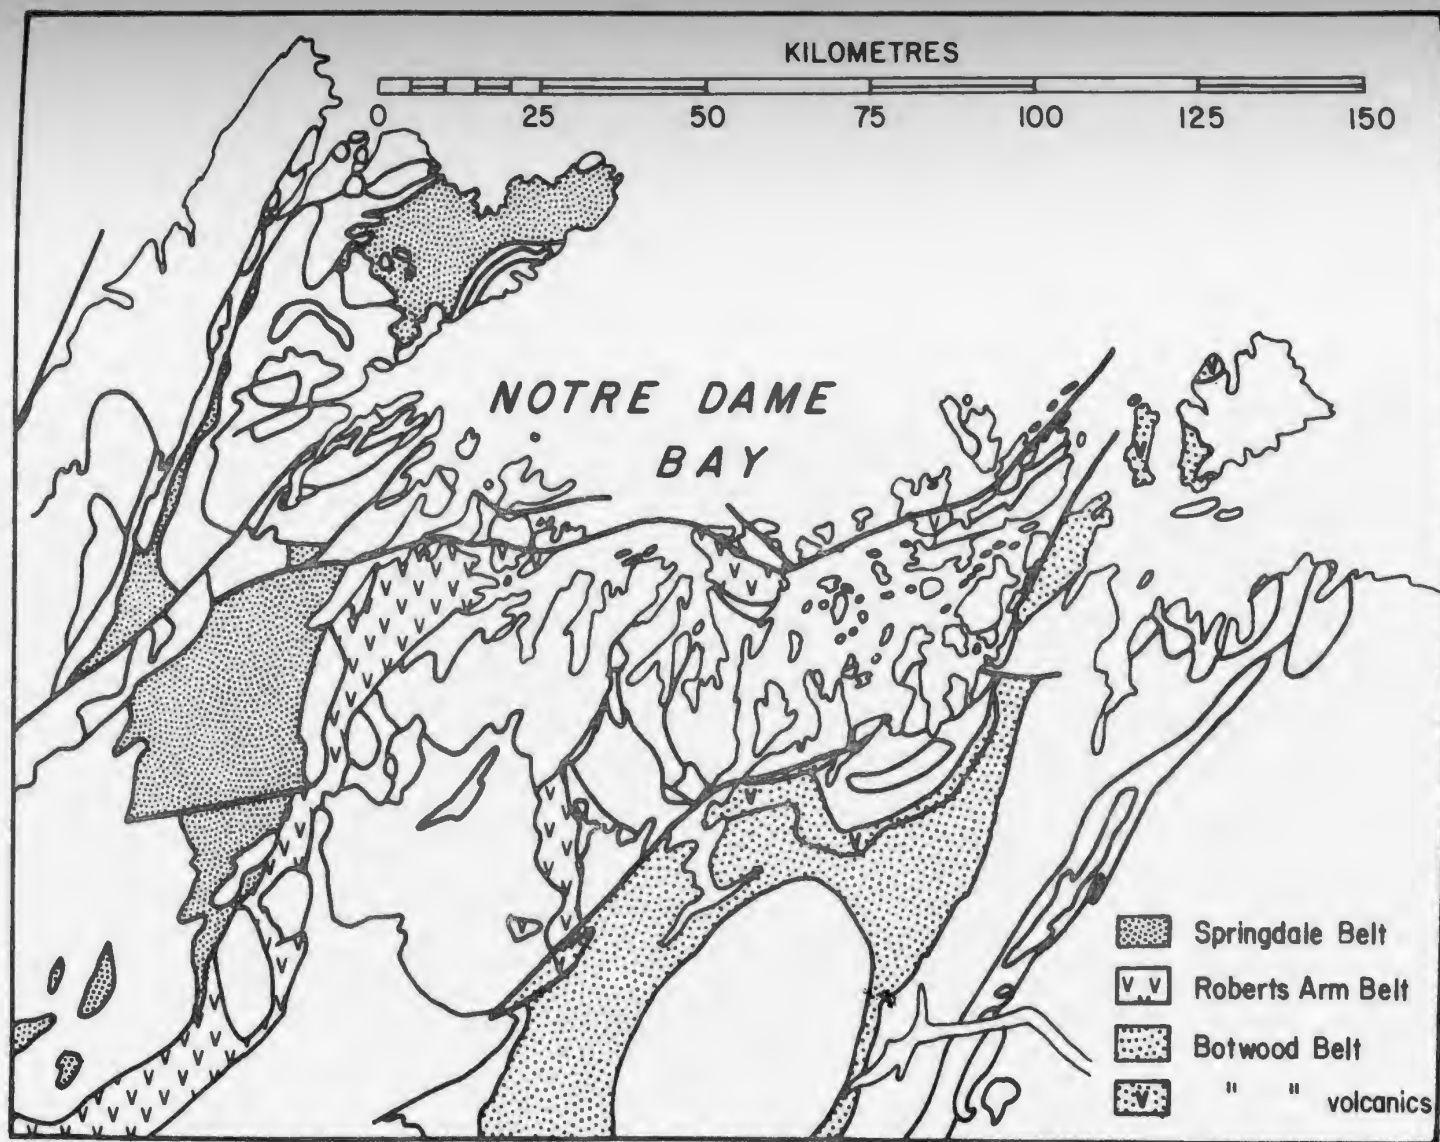 KILOMETRES
0 25 50 75 100 125 150
NOTRE DAME
BAY
Springdale Belt
V V Roberts Arm Belt
Botwood Belt
V " " volcanics